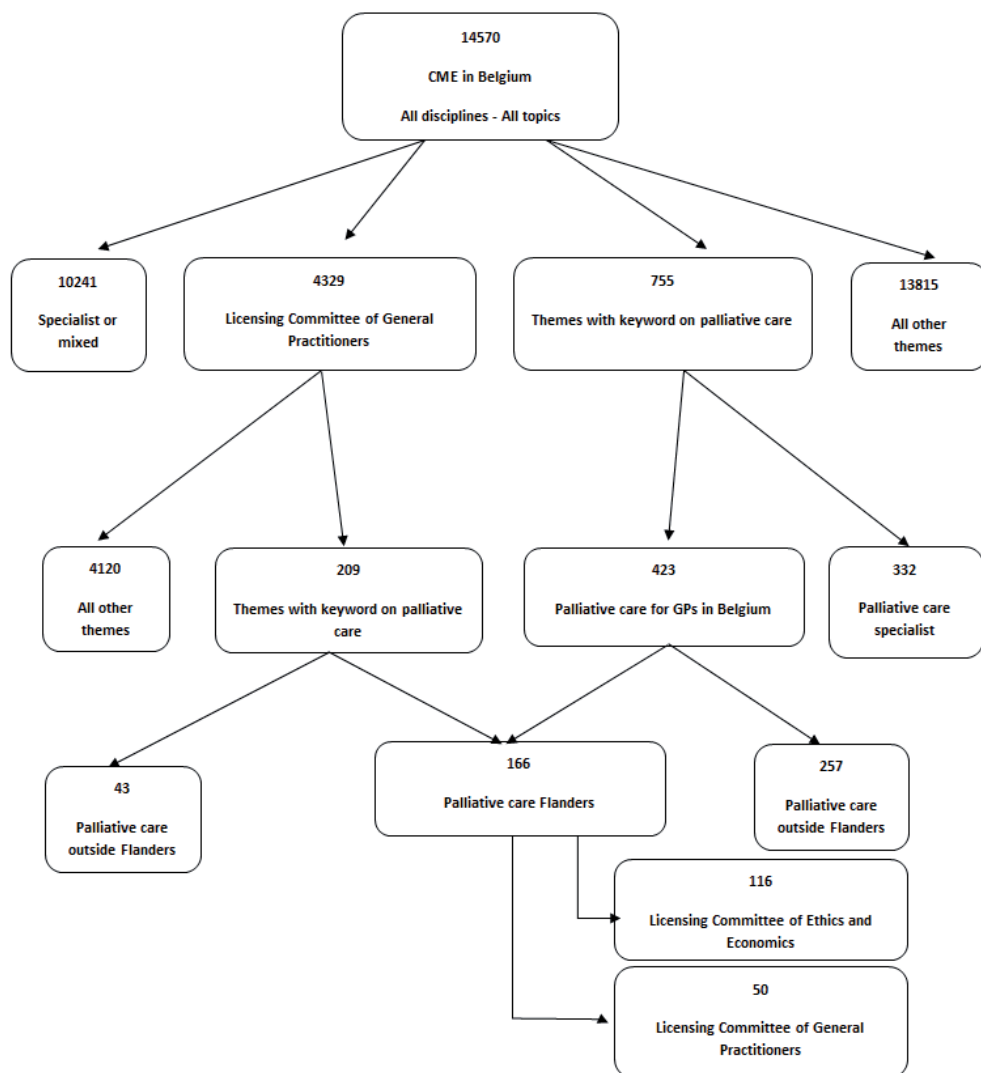 14570
CME in Belgium
All disciplines - All topics
10241
Specialist or
mixed
4329
Licensing Committee of General
Practitioners
755
Themes with keyword on palliative care
13815
All other
themes
4120
All other
themes
209
Themes with keyword on palliative
care
423
Palliative care for GPs in Belgium
332
Palliative care
specialist
43
Palliative care
outside Flanders
166
Palliative care Flanders
257
Palliative care
outside Flanders
116
Licensing Committee of Ethics and
Economics
50
Licensing Committee of General
Practitioners